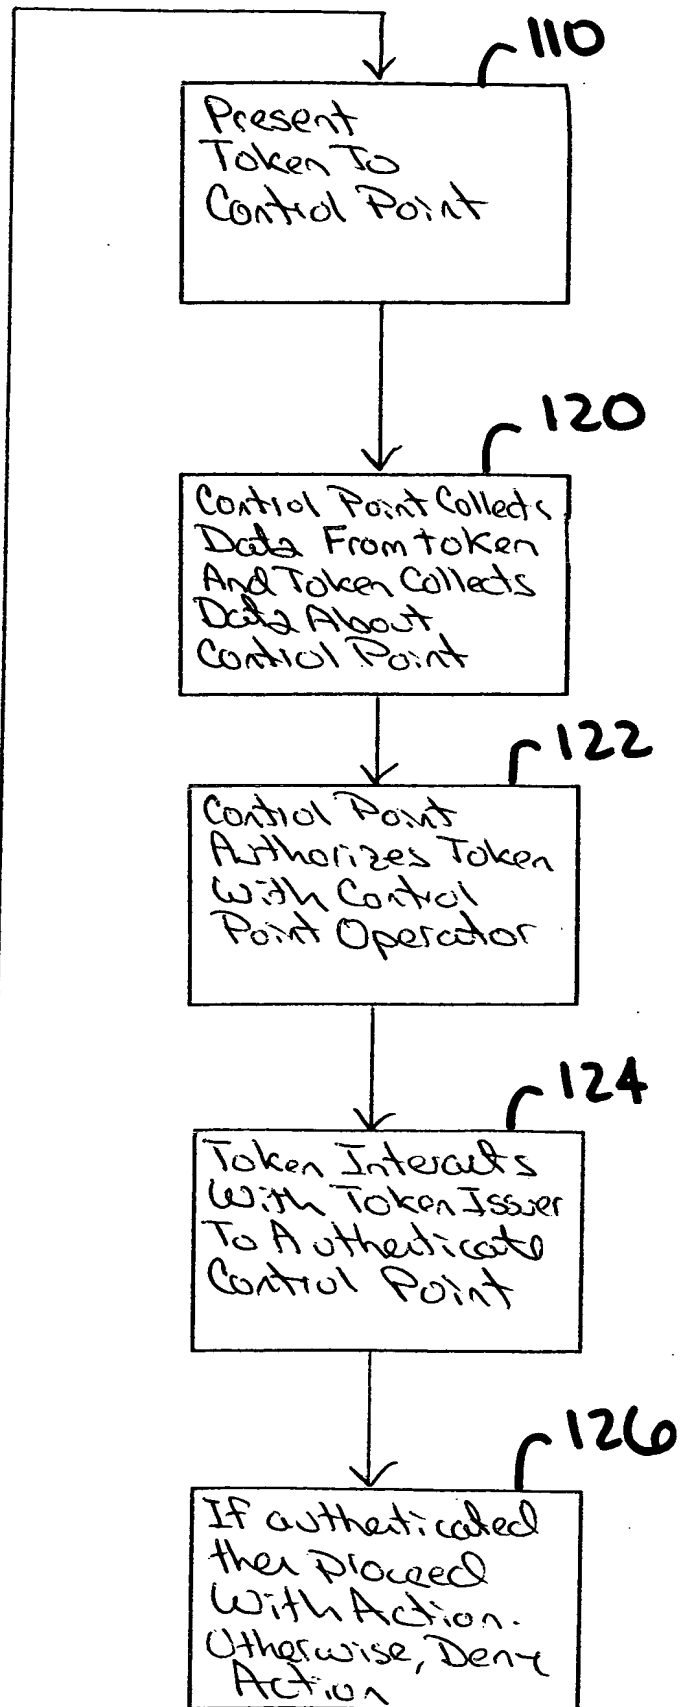 110
Present
Token To
Control Point
120
Control Point Collects
Data From token
And Token Collects
Data About
Control Point
122
Control Point
Authorizes Token
With Control
Point Operator
124
Token Interacts
With Token Issuer
To Authenticate
Control Point
126
If authenticated
then proceed
With Action.
Otherwise, Deny
Action